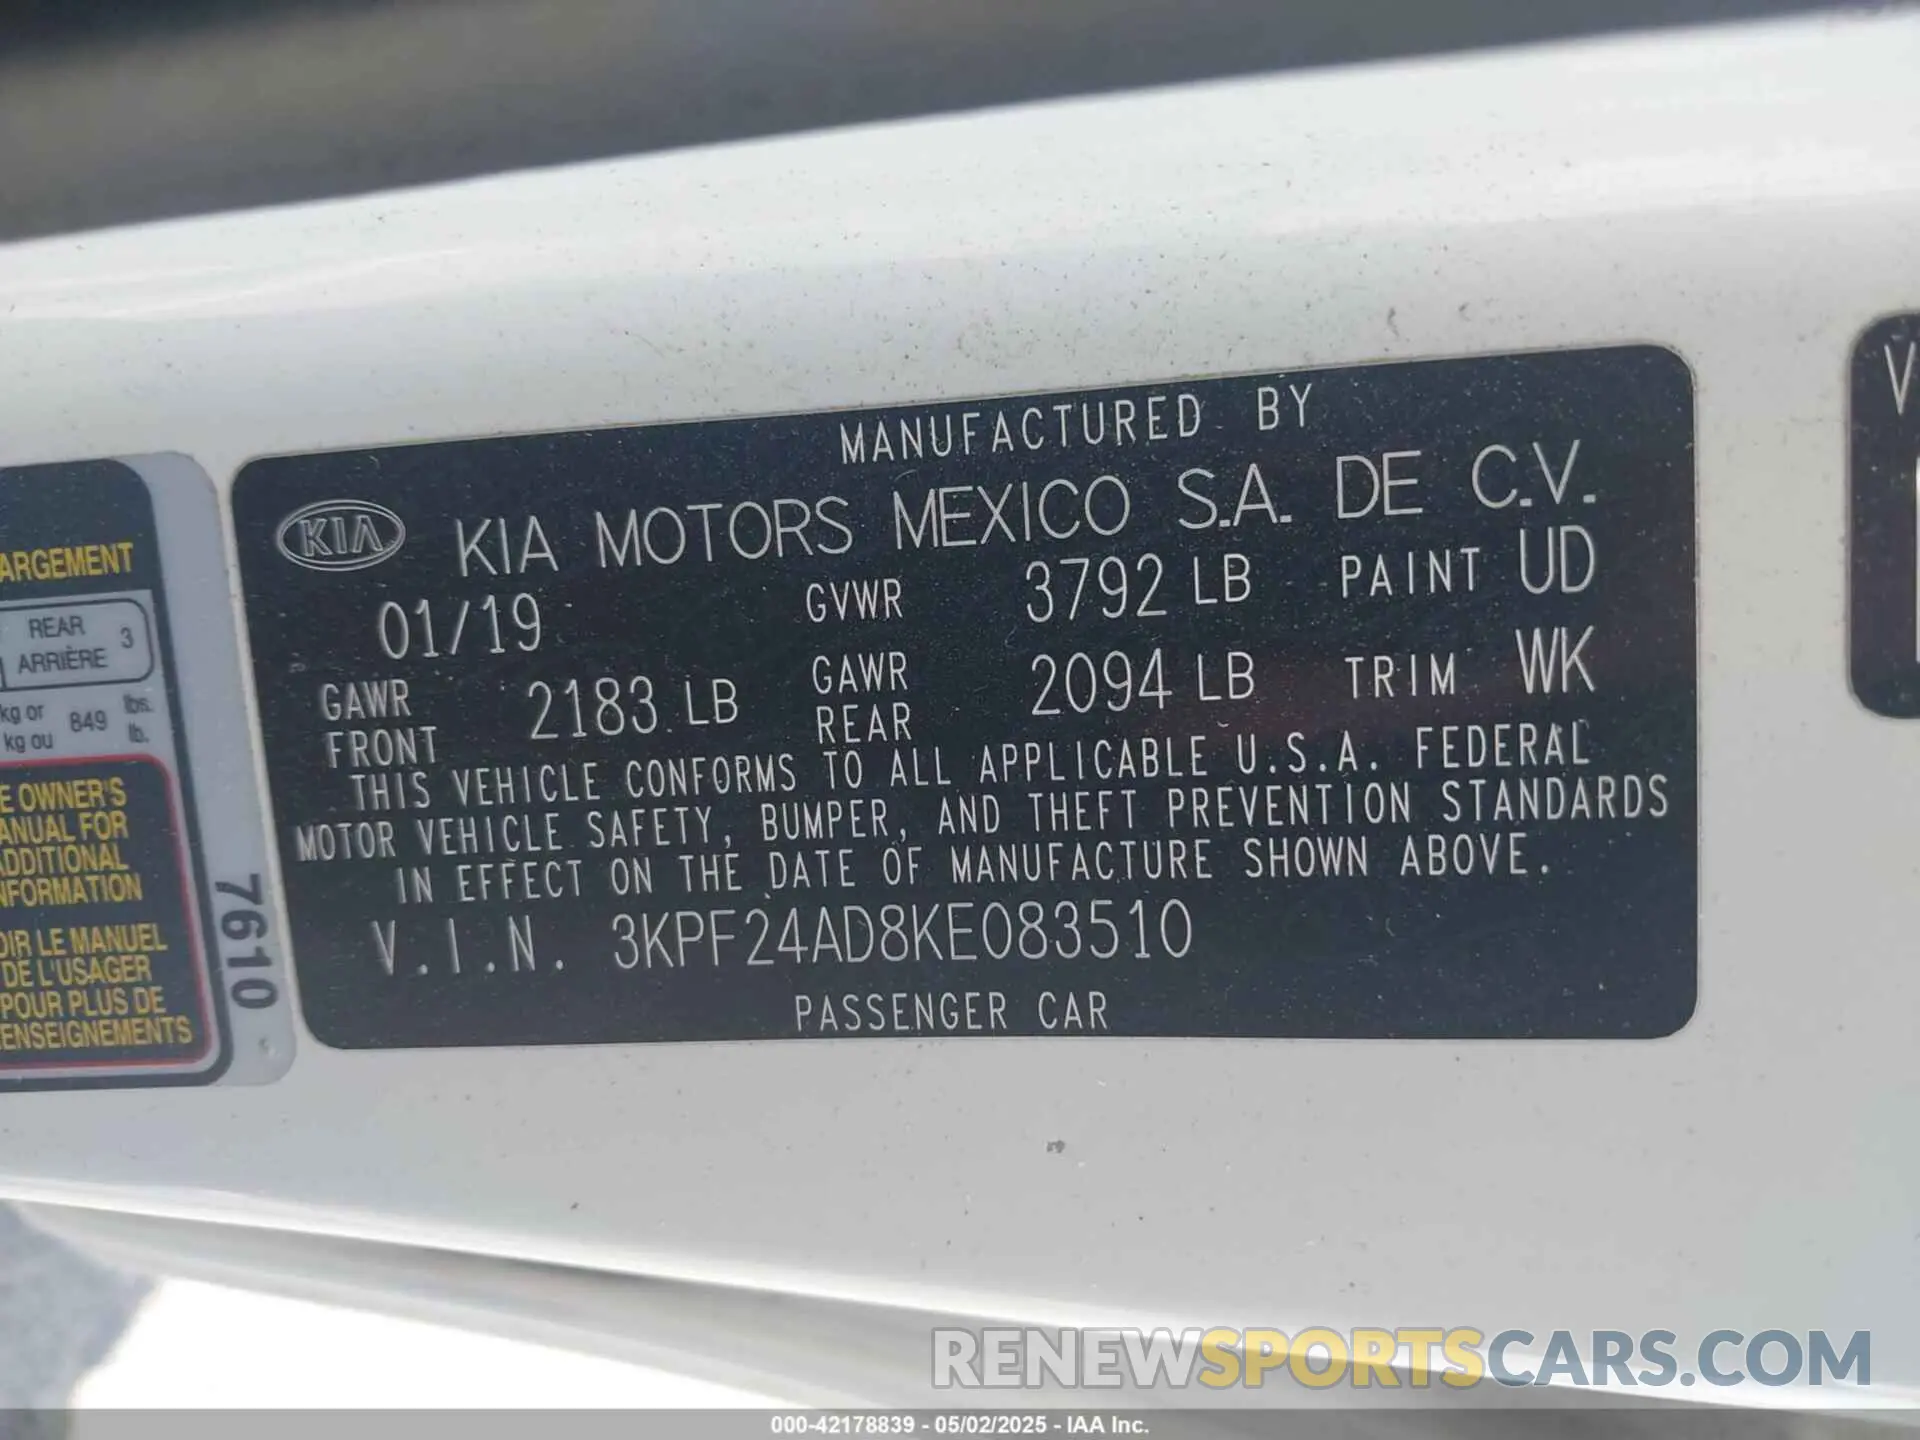 MANUFACTURED BY
KIA KIA MOTORS MEXICO S.A. DE C.V.
01/19 GVWR 3792 LB PAINT UD
GAWR FRONT 2183 LB GAWR REAR 2094 LB TRIM WK
THIS VEHICLE CONFORMS TO ALL APPLICABLE U.S.A. FEDERAL
MOTOR VEHICLE SAFETY, BUMPER, AND THEFT PREVENTION STANDARDS
IN EFFECT ON THE DATE OF MANUFACTURE SHOWN ABOVE.
V.I.N. 3KPF24AD8KE083510
PASSENGER CAR
ARGEMENT
REAR 3
ARRIÈRE
kg or 849 lbs.
kg ou lb.
E OWNER'S
ANUAL FOR
ADDITIONAL
NFORMATION
OIR LE MANUEL
DE L'USAGER
POUR PLUS DE
ENSEIGNEMENTS
7610
V
RENEWSPORTSCARS.COM
000-42178839 - 05/02/2025 - IAA Inc.